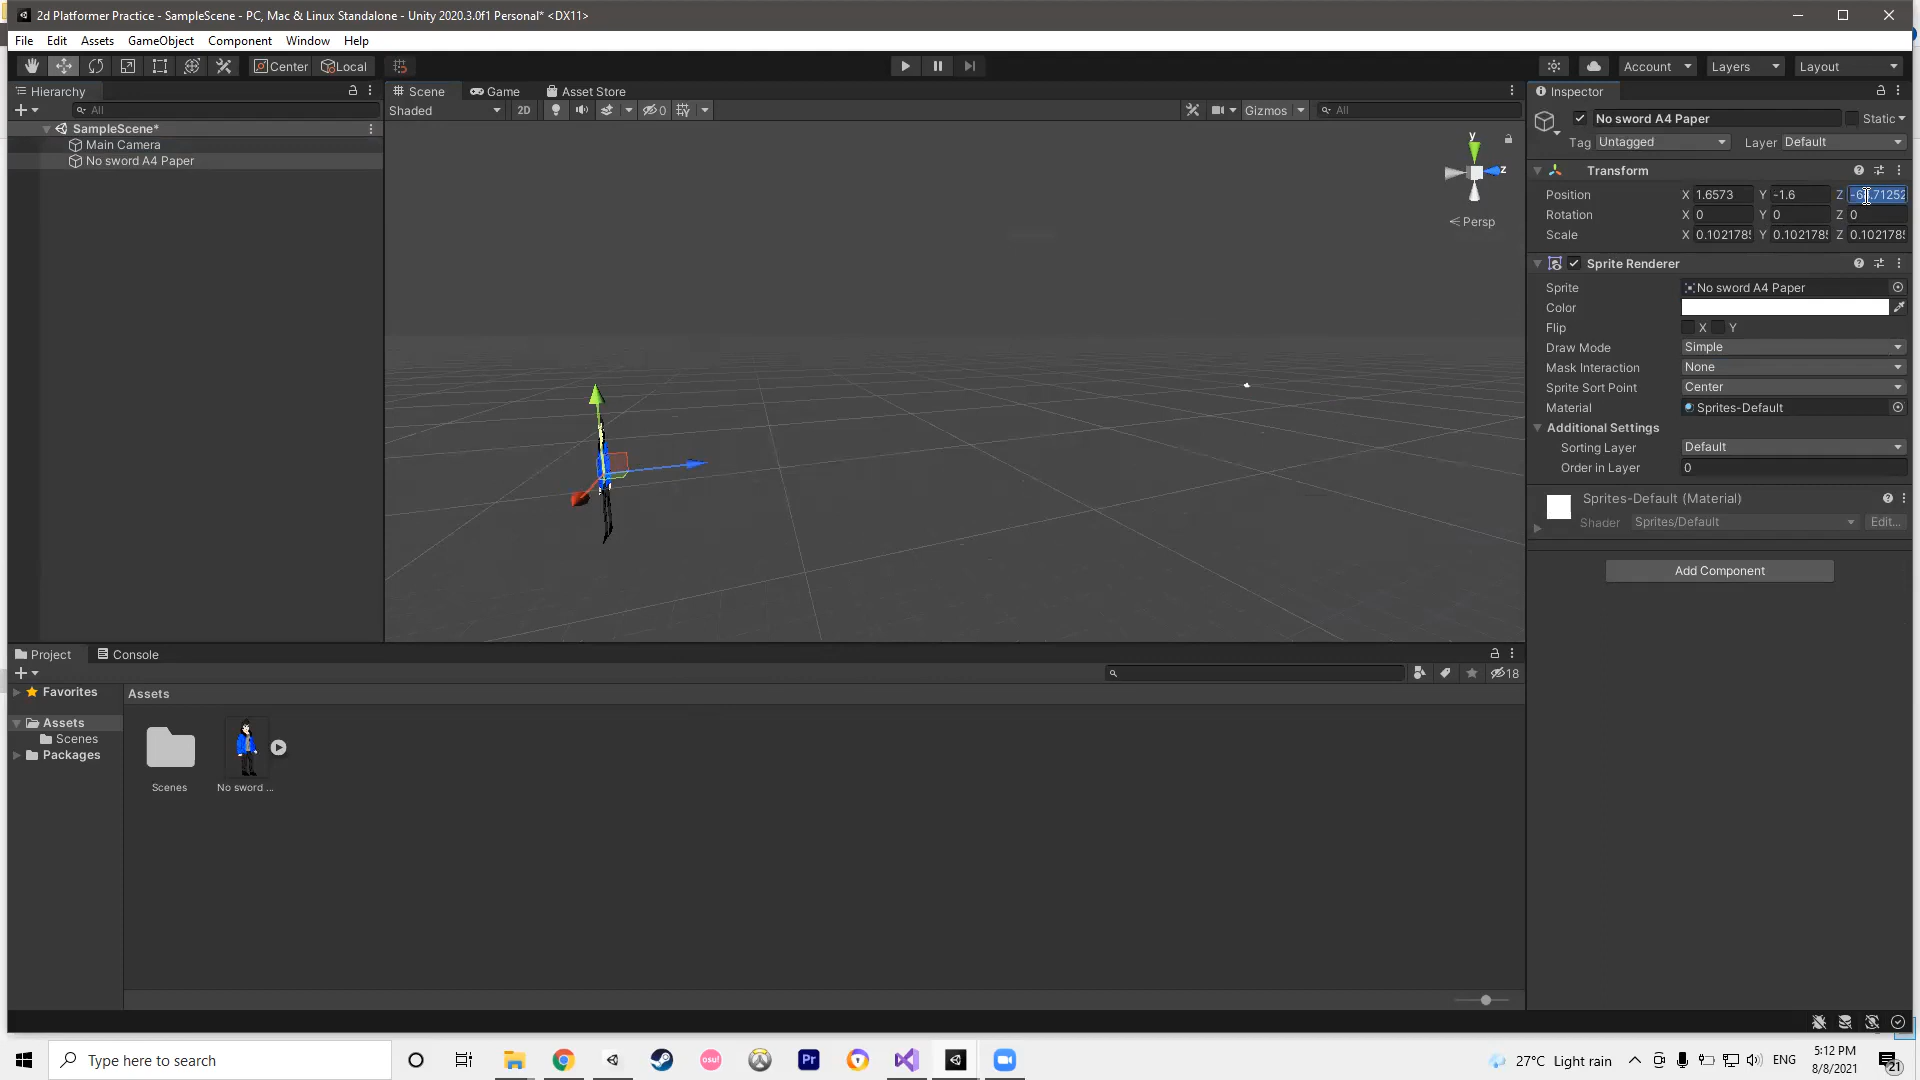 2d Platformer Practice - SampleScene - PC, Mac & Linux Standalone - Unity 2020.3.0f1 Personal* <DX11>
File Edit Assets GameObject Component Window Help
Center Local Account Layers Layout
Hierarchy Scene Game Asset Store Inspector
All Shaded 2D 0 Gizmos All No sword A4 Paper Static
SampleScene*
Main Camera
No sword A4 Paper
Tag Untagged Layer Default
y
z
Persp
Transform
Position X 1.6573 Y -1.6 Z
Rotation X 0 Y 0 Z 0
Scale X 0.102178 Y 0.102178 Z 0.102178
Sprite Renderer
Sprite No sword A4 Paper
Color
Flip X Y
Draw Mode Simple
Mask Interaction None
Sprite Sort Point Center
Material Sprites-Default
Additional Settings
Sorting Layer Default
Order in Layer 0
Sprites-Default (Material)
Shader Sprites/Default Edit...
Add Component
Project Console
18
Favorites Assets
Assets
Scenes
Packages
Scenes No sword ...
Type here to search
osu!
Pr
27°C Light rain ENG 5:12 PM
8/8/2021
21